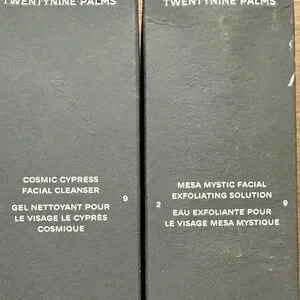 TWENTYNINE PALMS
COSMIC CYPRESS
FACIAL CLEANSER
9
GEL NETTOYANT POUR
LE VISAGE LE CYPRÈS
COSMIQUE
TWENTYNINE PALMS
MESA MYSTIC FACIAL
EXFOLIATING SOLUTION
2
9
EAU EXFOLIANTE POUR
LE VISAGE MESA MYSTIQUE